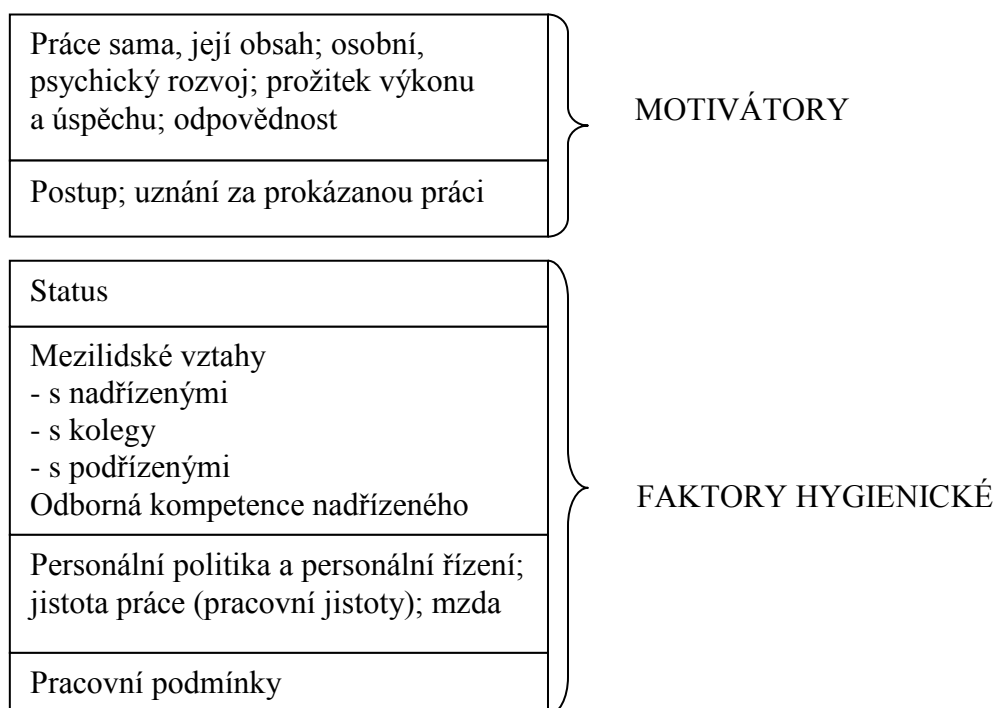 Práce sama, její obsah; osobní,
psychický rozvoj; prožitek výkonu
a úspěchu; odpovědnost
MOTIVÁTORY
Postup; uznání za prokázanou práci
Status
Mezilidské vztahy
- s nadřízenými
- s kolegy
- s podřízenými
Odborná kompetence nadřízeného
FAKTORY HYGIENICKÉ
Personální politika a personální řízení;
jistota práce (pracovní jistoty); mzda
Pracovní podmínky